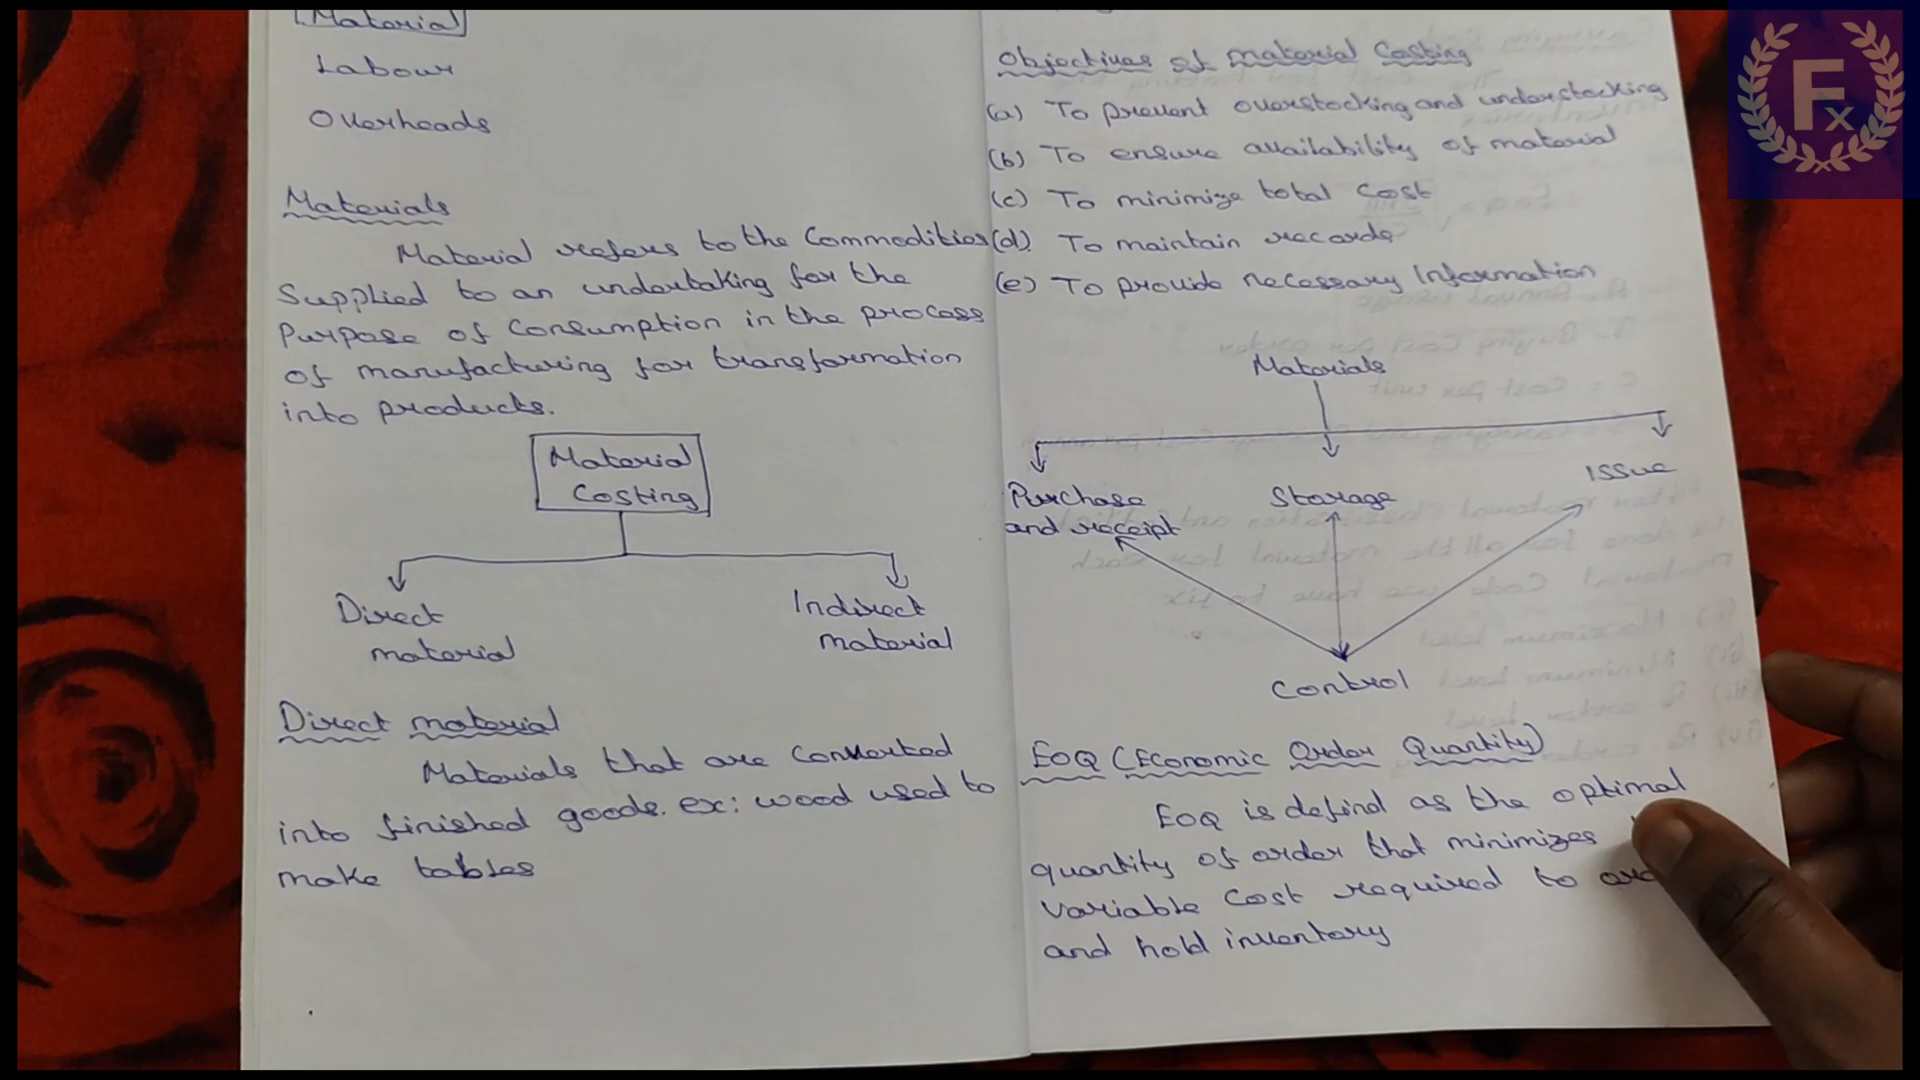 Material
Labour
Overheads
Materials
Material refers to the Commodities
Supplied to an undertaking for the
Purpose of Consumption in the process
of manufacturing for transformation
into products.
Material
Costing
Direct
material
Indirect
material
Direct material
Materials that are Converted
into finished goods. ex: wood used to
make tables
Objectives of material Costing
(a) To prevent overstocking and understocking
(b) To ensure availability of material
(c) To minimize total Cost
(d) To maintain records
(e) To provide necessary Information
Materials
Purchase
and receipt
Storage
Issue
Control
EOQ (Economic Order Quantity)
EOQ is defind as the optimal
quantity of order that minimizes
variable Cost required to
and hold inventory
Fx